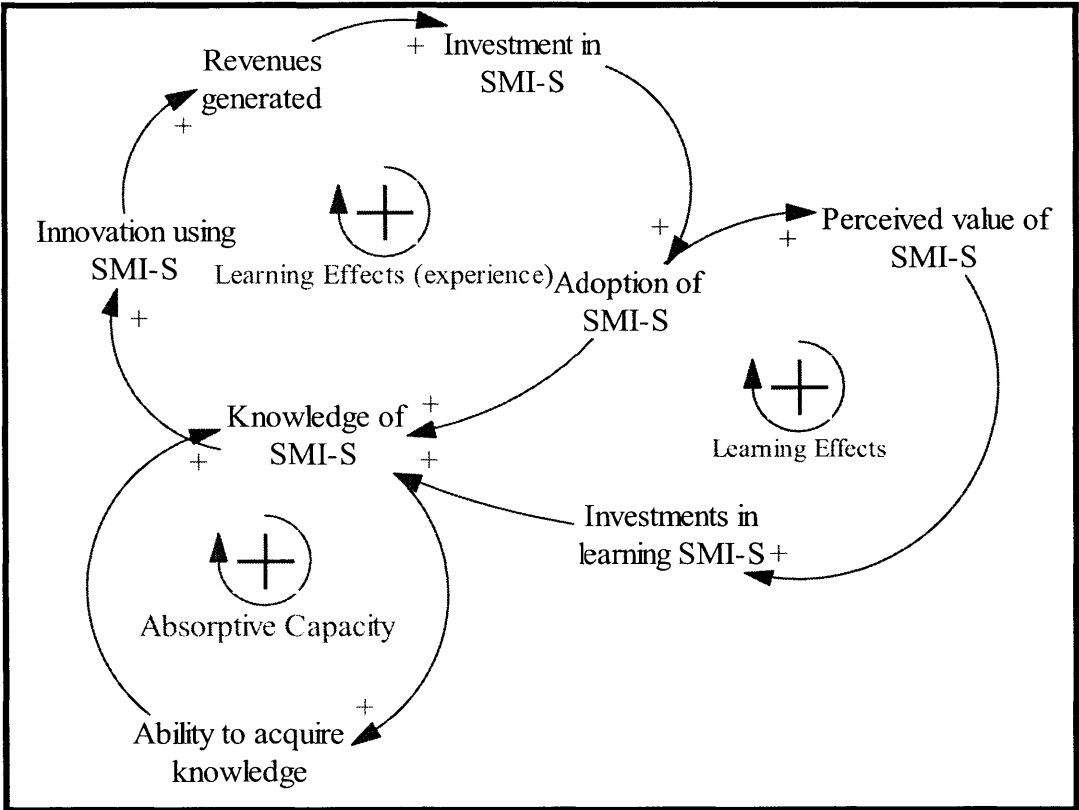 Revenues
generated
+
+ Investment in
SMI-S
+
Innovation using
SMI-S
+
Learning Effects (experience)
+
Adoption of
SMI-S
+
Perceived value of
SMI-S
Learning Effects
+
Knowledge of
SMI-S
+
+
Investments in
learning SMI-S +
Absorptive Capacity
+
Ability to acquire
knowledge